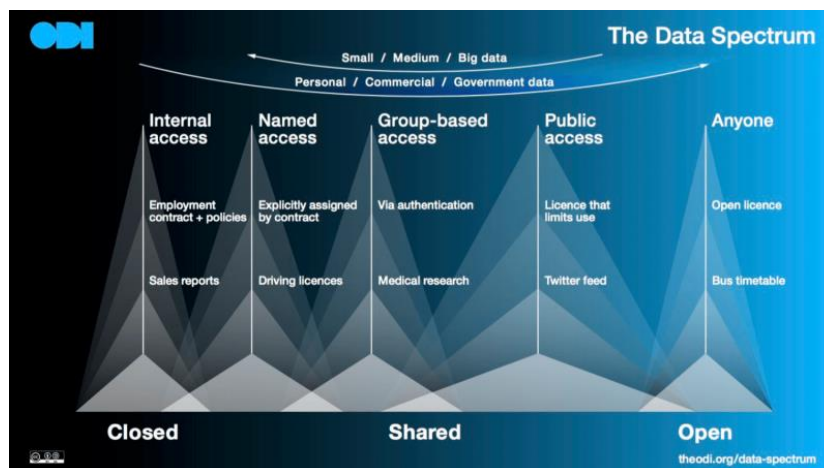 ODI
The Data Spectrum
Small / Medium / Big data
Personal / Commercial / Government data
Internal
access
Named
access
Group-based
access
Public
access
Anyone
Employment
contract + policies
Explicitly assigned
by contract
Via authentication
Licence that
limits use
Open licence
Sales reports
Driving licences
Medical research
Twitter feed
Bus timetable
Closed
Shared
Open
theodi.org/data-spectrum